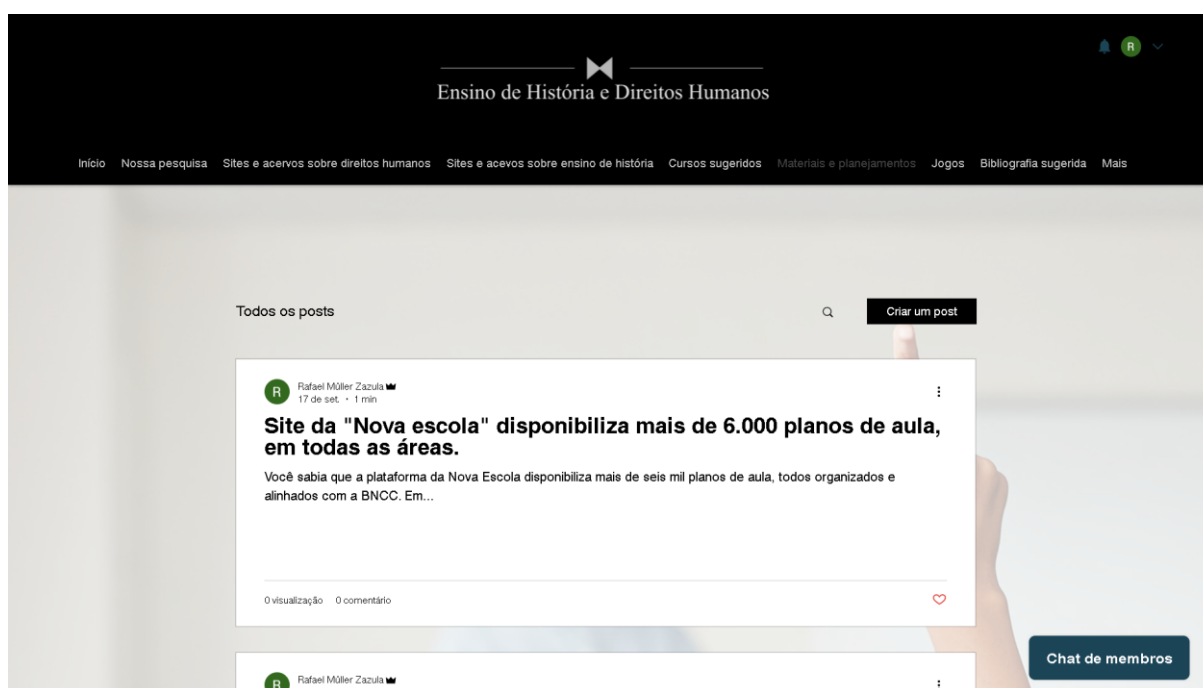 R
Ensino de História e Direitos Humanos
Início Nossa pesquisa Sites e acervos sobre direitos humanos Sites e acevos sobre ensino de história Cursos sugeridos Materiais e planejamentos Jogos Bibliografia sugerida Mais
Todos os posts
Criar um post
R
Rafael Müller Zazula
17 de set. · 1 min
Site da "Nova escola" disponibiliza mais de 6.000 planos de aula,
em todas as áreas.
Você sabia que a plataforma da Nova Escola disponibiliza mais de seis mil planos de aula, todos organizados e
alinhados com a BNCC. Em...
0 visualização 0 comentário
Chat de membros
R
Rafael Müller Zazula